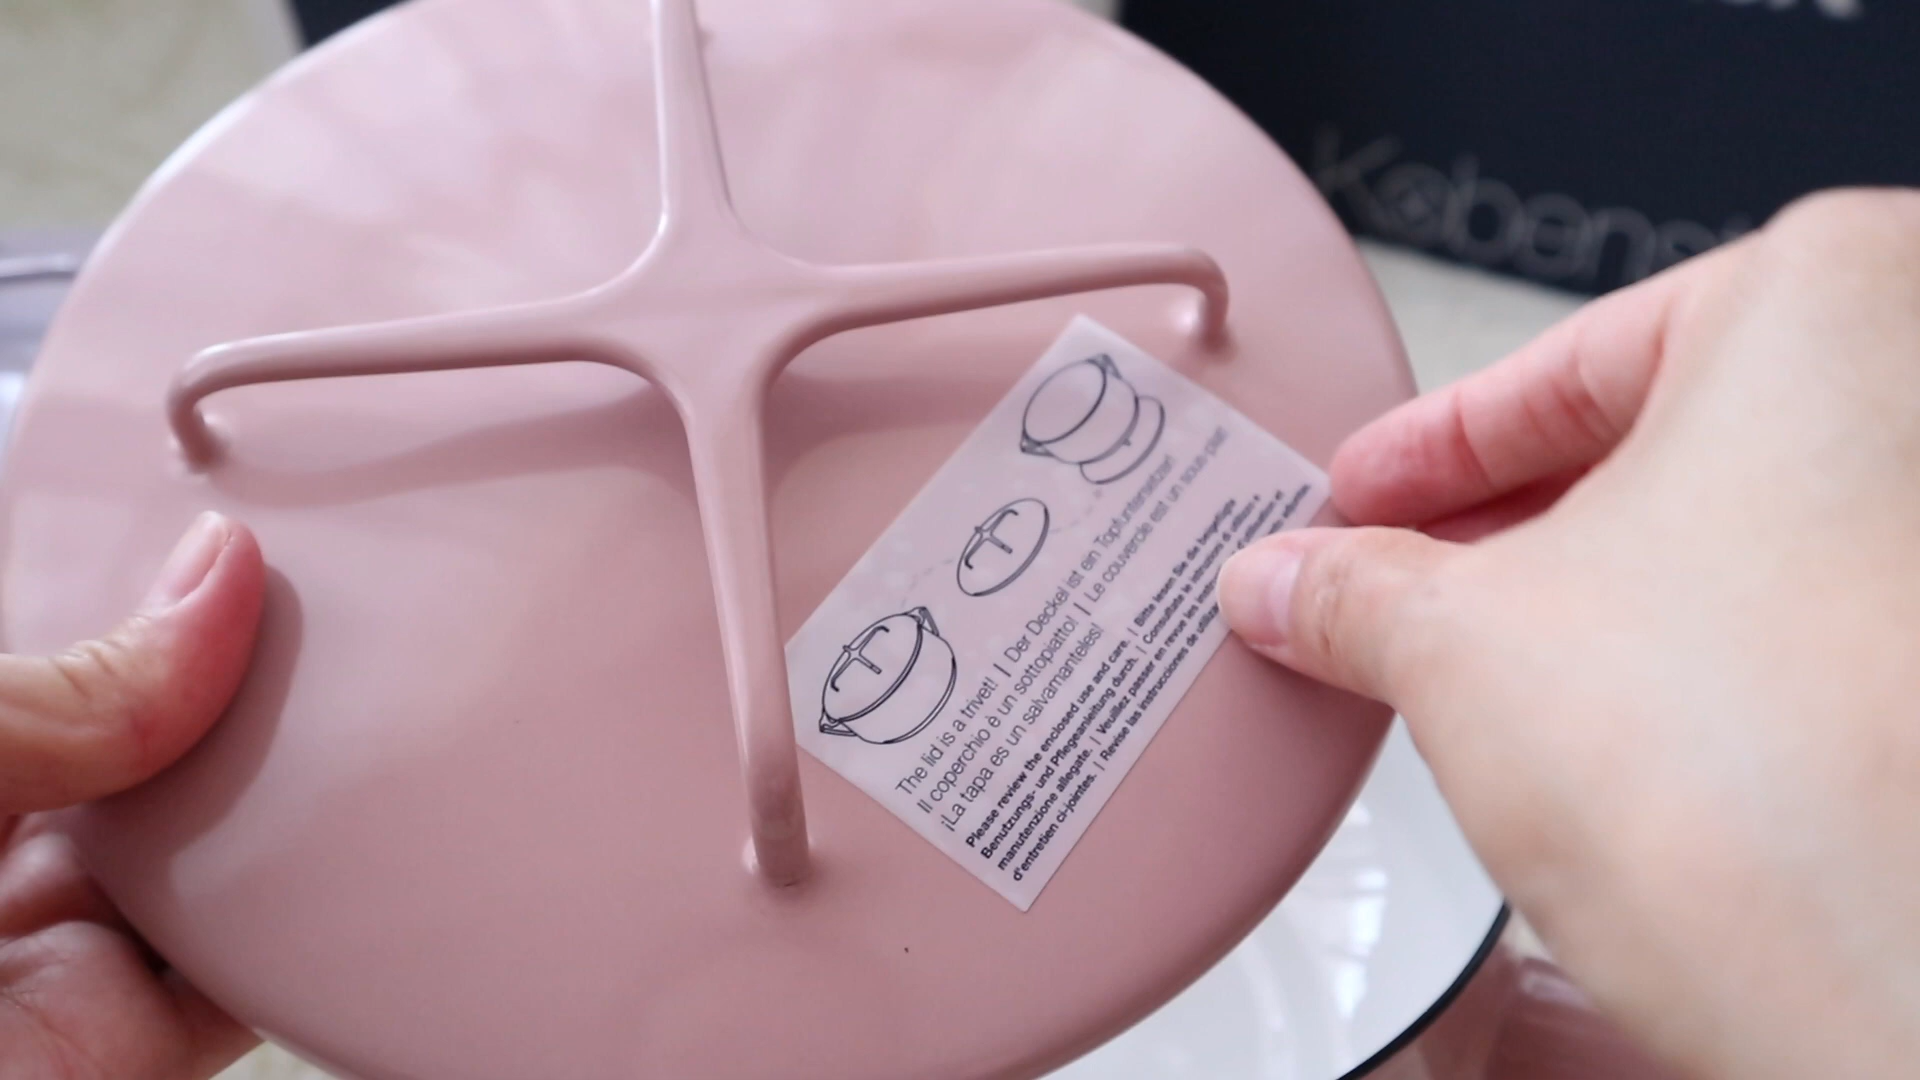 The lid is a trivet! | Der Deckel ist ein Topfuntersetzer!
Il coperchio è un sottopiatto! | Le couvercle est un sous plat
¡La tapa es un salvamanteles!
Please review the enclosed use and care. | Bitte lesen Sie die beigefügte
Benutzungs- und Pflegeanleitung durch. | Consultate le istruzioni d'utilizzo e
manutenzione allegate. | Veuillez passer en revue les
d'entretien ci-jointes. | Revise las instrucciones de
Kobens